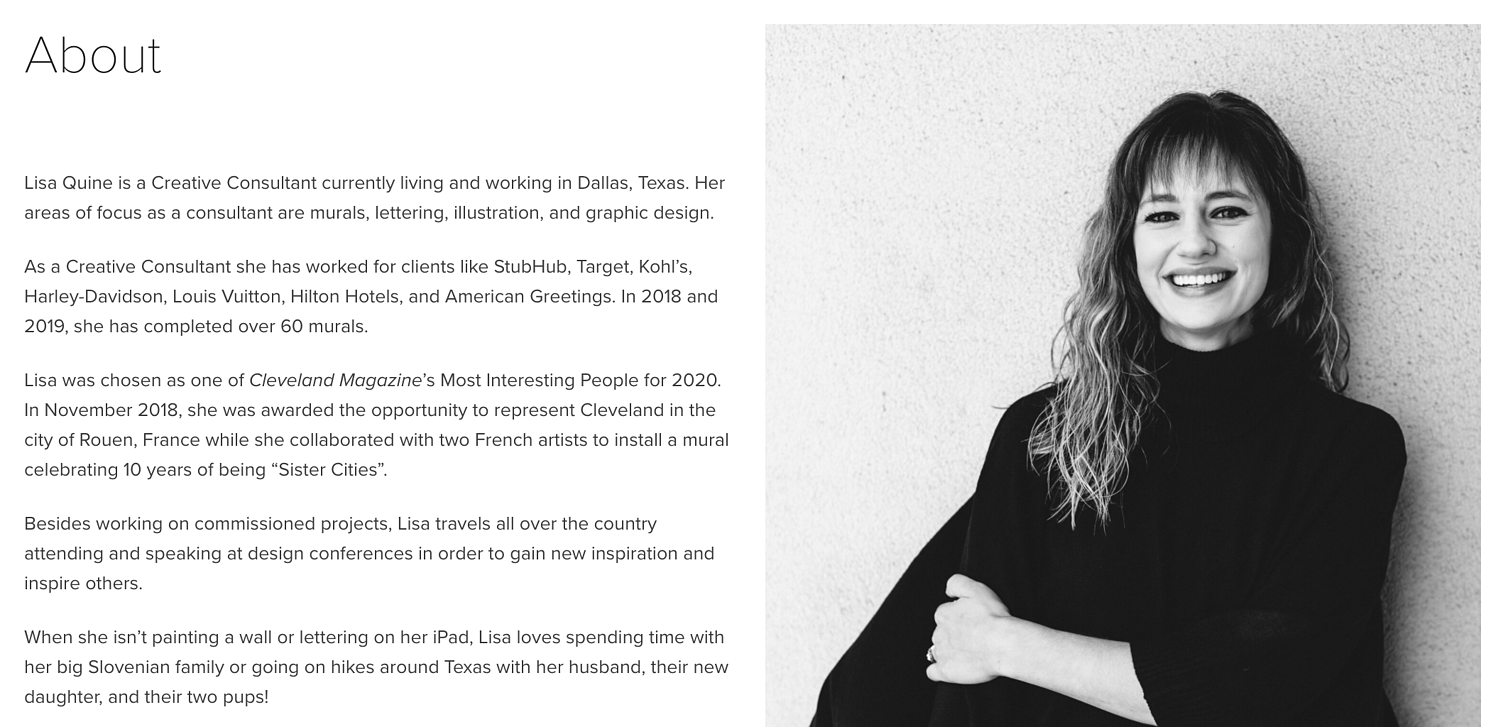 About
Lisa Quine is a Creative Consultant currently living and working in Dallas, Texas. Her
areas of focus as a consultant are murals, lettering, illustration, and graphic design.
As a Creative Consultant she has worked for clients like StubHub, Target, Kohl’s,
Harley-Davidson, Louis Vuitton, Hilton Hotels, and American Greetings. In 2018 and
2019, she has completed over 60 murals.
Lisa was chosen as one of Cleveland Magazine’s Most Interesting People for 2020.
In November 2018, she was awarded the opportunity to represent Cleveland in the
city of Rouen, France while she collaborated with two French artists to install a mural
celebrating 10 years of being “Sister Cities”.
Besides working on commissioned projects, Lisa travels all over the country
attending and speaking at design conferences in order to gain new inspiration and
inspire others.
When she isn’t painting a wall or lettering on her iPad, Lisa loves spending time with
her big Slovenian family or going on hikes around Texas with her husband, their new
daughter, and their two pups!